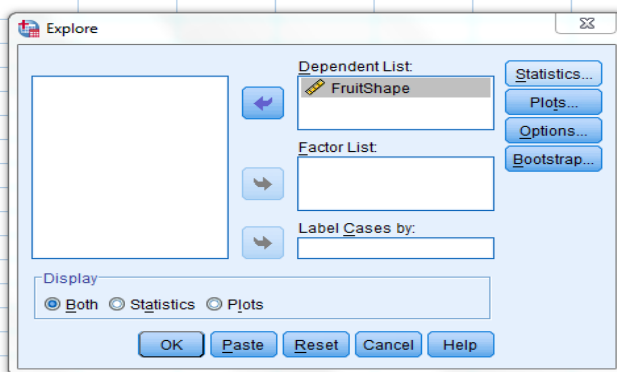 Explore
Dependent List:
FruitShape
Factor List:
Label Cases by:
Statistics...
Plots...
Options...
Bootstrap...
Display
Both Statistics Plots
OK Paste Reset Cancel Help